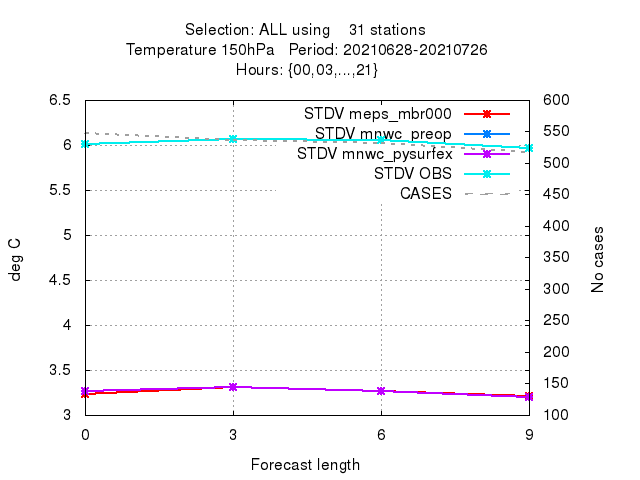 Selection: ALL using    31 stations
Temperature 150hPa   Period: 20210628-20210726
Hours: {00,03,...,21}
STDV meps_mbr000
STDV mnwc_preop
STDV mnwc_pysurfex
STDV OBS
CASES
deg C
6.5
6
5.5
5
4.5
4
3.5
3
0 3 6 9
Forecast length
600
550
500
450
400
350
300
250
200
150
100
No cases